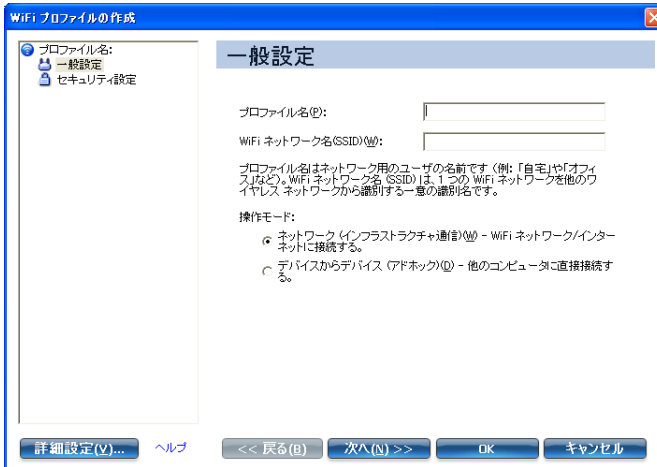 WiFi プロファイルの作成
プロファイル名:
一般設定
セキュリティ設定
一般設定
プロファイル名(P):
WiFi ネットワーク名(SSID)(W):
プロファイル名はネットワーク用のユーザの名前です (例: 「自宅」や「オフィ
ス」など)。WiFi ネットワーク名 (SSID) は、1 つの WiFi ネットワークを他のワ
イヤレス ネットワークから識別する一意の識別名です。
操作モード:
ネットワーク (インフラストラクチャ通信)(W) - WiFi ネットワーク/インター
ネットに接続する。
デバイスからデバイス (アドホック)(D) - 他のコンピュータに直接接続す
る。
詳細設定(V)... ヘルプ << 戻る(B) 次へ(N) >> OK キャンセル